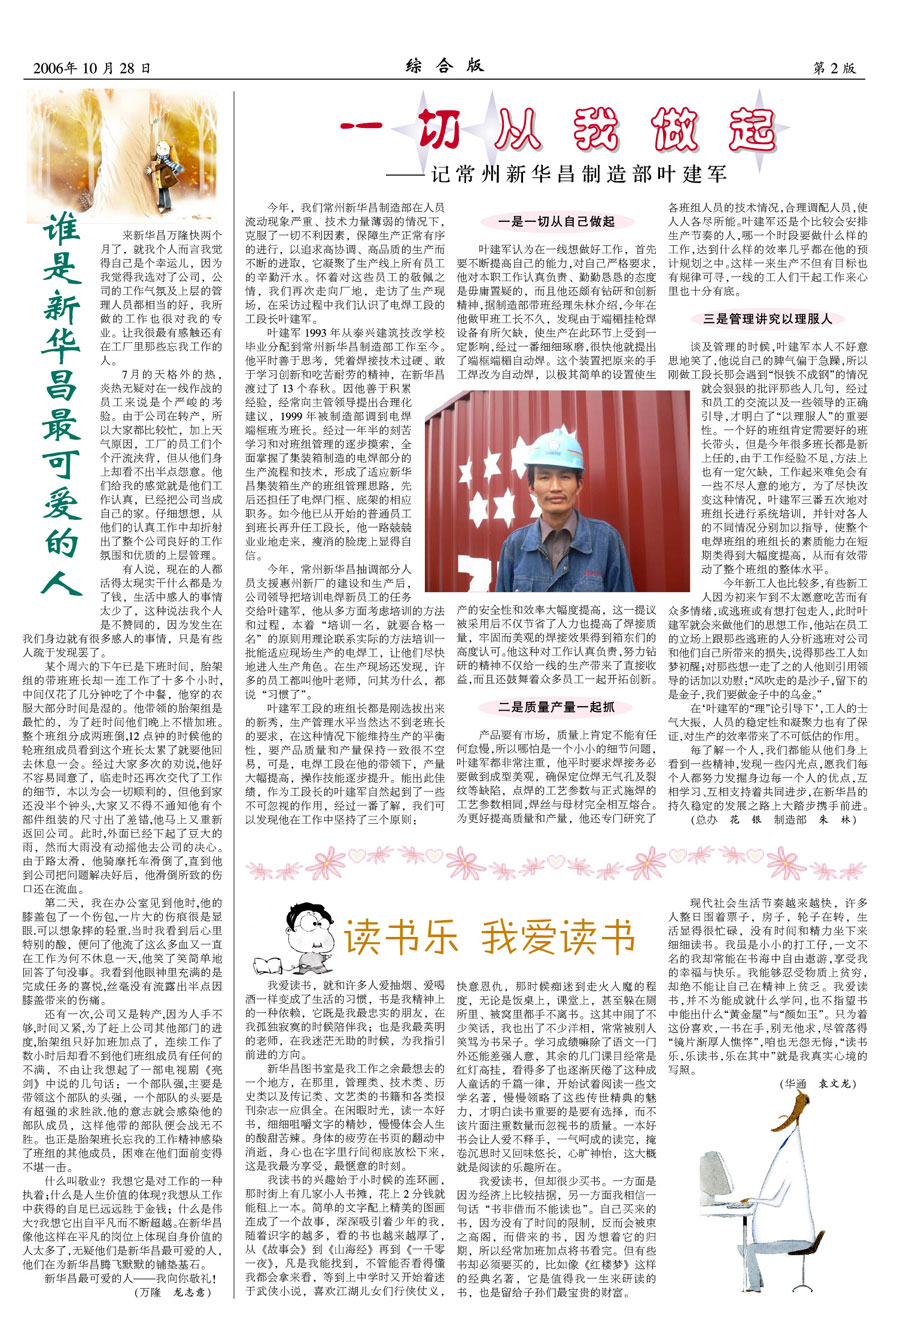 2006年 10 月 28 日
综 合 版
第 2 版
谁是新华昌最可爱的人
来新华昌万隆快两个
月了，就我个人而言我觉
得自己是个幸运儿，因为
我觉得我选对了公司，公
司的工作气氛及上层的管
理人员都相当的好，我所
做的工作也很对我的专
业。让我很最有感触还有
在工厂里那些忘我工作的
人。
7月的天格外的热，
炎热无疑对在一线作战的
员工来说是个严峻的考
验。由于公司在转产，所
以大家都比较忙，加上天
气原因，工厂的员工们个
个汗流浃背，但从他们身
上却看不出半点怨意。他
们给我的感觉就是他们工
作认真，已经把公司当成
自己的家。仔细想想，从
他们的认真工作中却折射
出了整个公司良好的工作
氛围和优质的上层管理。
有人说，现在的人都
活得太现实干什么都是为
了钱，生活中感人的事情
太少了，这种说法我个人
是不赞同的，因为发生在
我们身边就有很多感人的事情，只是有些
人疏于发现罢了。
某个周六的下午已是下班时间，胎架
组的带班班长却一连工作了十多个小时，
中间仅花了几分钟吃了个中餐，他穿的衣
服大部分时间是湿的。他带领的胎架组是
最忙的，为了赶时间他们晚上不惜加班。
整个班组分成两班倒,12 点钟的时候他的
轮班组成员看到这个班长太累了就要他回
去休息一会。经过大家多次的劝说,他好
不容易同意了，临走时还再次交代了工作
的细节，本以为会一切顺利的，但他到家
还没半个钟头,大家又不得不通知他有个
部件组装的尺寸出了差错,他马上又重新
返回公司。此时,外面已经下起了豆大的
雨，然而大雨没有动摇他去公司的决心。
由于路太滑，他骑摩托车滑倒了,直到他
到公司把问题解决好后，他滑倒所致的伤
口还在流血。
第二天，我在办公室见到他时,他的
膝盖包了一个伤包,一片大的伤痕很是显
眼.可以想象摔的轻重.当时我看到后心里
特别的酸，便问了他流了这么多血又一直
在工作为何不休息一天,他笑了笑简单地
回答了句没事。我看到他眼神里充满的是
完成任务的喜悦,丝毫没有流露出半点因
膝盖带来的伤痛。
还有一次,公司又是转产,因为人手不
够,时间又紧,为了赶上公司其他部门的进
度,胎架组只好加班加点了，连续工作了
数小时后却看不到他们班组成员有任何的
不满，不由让我想起了一部电视剧《亮
剑》中说的几句话：一个部队强,主要是
带领这个部队的头强，一个部队的头要是
有超强的求胜欲.他的意志就会感染他的
部队成员，这样他带的部队便会战无不
胜。也正是胎架班长忘我的工作精神感染
了班组的其他成员，困难在他们面前变得
不堪一击。
什么叫敬业？我想它是对工作的一种
执着;什么是人生价值的体现?我想从工作
中获得的自足已远远胜于金钱；什么是伟
大?我想它出自平凡而不断超越。在新华昌
像他这样在平凡的岗位上体现自身价值的
人太多了,无疑他们是新华昌最可爱的人，
他们在为新华昌腾飞默默的铺垫基石。
新华昌最可爱的人——我向你敬礼！
(万隆 龙志意)
一切从我做起
——记常州新华昌制造部叶建军
今年，我们常州新华昌制造部在人员
流动现象严重、技术力量薄弱的情况下，
克服了一切不利因素，保障生产正常有序
的进行，以追求高协调、高品质的生产而
不断的进取，它凝聚了生产线上所有员工
的辛勤汗水。怀着对这些员工的敬佩之
情，我们再次走向厂地，走访了生产现
场，在采访过程中我们认识了电焊工段的
工段长叶建军。
叶建军 1993 年从泰兴建筑技改学校
毕业分配到常州新华昌制造部工作至今。
他平时善于思考，凭着焊接技术过硬、敢
于学习创新和吃苦耐劳的精神，在新华昌
渡过了 13 个春秋。因他善于积累
经验，经常向主管领导提出合理化
建议，1999 年被制造部调到电焊
端框班为班长。经过一年半的刻苦
学习和对班组管理的逐步摸索，全
面掌握了集装箱制造的电焊部分的
生产流程和技术，形成了适应新华
昌集装箱生产的班组管理思路，先
后还担任了电焊门框、底架的相应
职务。如今他已从开始的普通员工
到班长再升任工段长，他一路兢兢
业业地走来，瘦消的脸庞上显得自
信。
今年，常州新华昌抽调部分人
员支援惠州新厂的建设和生产后，
公司领导把培训电焊新员工的任务
交给叶建军，他从多方面考虑培训的方法
和过程，本着“培训一名，就要合格一
名”的原则用理论联系实际的方法培训一
批能适应现场生产的电焊工，让他们尽快
地进入生产角色。在生产现场还发现，许
多的员工都叫他叶老师，问其为什么，都
说“习惯了”。
叶建军工段的班组长都是刚选拔出来
的新秀，生产管理水平当然达不到老班长
的要求，在这种情况下能维持生产的平衡
性，要产品质量和产量保持一致很不空
易，可是，电焊工段在他的带领下，产量
大幅提高，操作技能逐步提升。能出此佳
绩，作为工段长的叶建军自然起到了一些
不可忽视的作用，经过一番了解，我们可
以发现他在工作中坚持了三个原则：
一是一切从自己做起
叶建军认为在一线想做好工作，首先
要不断提高自己的能力,对自己严格要求，
他对本职工作认真负责、勤勤恳恳的态度
是毋庸置疑的，而且他还颇有钻研和创新
精神,据制造部带班经理朱林介绍,今年在
他做甲班工长不久，发现由于端楣挂枪焊
设备有所欠缺，使生产在此环节上受到一
定影响,经过一番细细琢磨,很快他就提出
了端框端楣自动焊。这个装置把原来的手
工焊改为自动焊，以极其简单的设置使生
产的安全性和效率大幅度提高，这一提议
被采用后不仅节省了人力也提高了焊接质
量，牢固而美观的焊接效果得到箱东们的
高度认可。他这种对工作认真负责,努力钻
研的精神不仅给一线的生产带来了直接收
益,而且还鼓舞着众多员工一起开拓创新。
二是质量产量一起抓
产品要有市场，质量上肯定不能有任
何怠慢,所以哪怕是一个小小的细节问题，
叶建军都非常注重，他平时要求焊接务必
要做到成型美观，确保定位焊无气孔及裂
纹等缺陷，点焊的工艺参数与正式施焊的
工艺参数相同,焊丝与母材完全相互熔合。
为更好提高质量和产量，他还专门研究了
各班组人员的技术情况,合理调配人员,使
人人各尽所能。叶建军还是个比较会安排
生产节奏的人,哪一个时段要做什么样的
工作,达到什么样的效率几乎都在他的预
计规划之中。这样一来生产不但有目标也
有规律可寻,一线的工人们干起工作来心
里也十分有底。
三是管理讲究以理服人
谈及管理的时候,叶建军本人不好意
思地笑了,他说自己的脾气偏于急躁,所以
刚做工段长那会遇到“恨铁不成钢”的情况
就会狠狠的批评那些人几句，经过
和员工的交流以及一些领导的正确
引导,才明白了“以理服人”的重要
性。一个好的班组肯定需要好的班
长带头，但是今年很多班长都是新
上任的,由于工作经验不足,方法上
也有一定欠缺，工作起来难免会有
一些不尽人意的地方，为了尽快改
变这种情况，叶建军三番五次地对
班组长进行系统培训，并针对各人
的不同情况分别加以指导，使整个
电焊班组的班组长的素质能力在短
期类得到大幅度提高，从而有效带
动了整个班组的整体水平。
今年新工人也比较多,有些新工
人因为初来乍到不太愿意吃苦而有
众多情绪,或逃班或有想打包走人,此时叶
建军就会来做他们的思想工作,他站在员工
的立场上跟那些逃班的人分析逃班对公司
和他们自己所带来的损失,说得那些工人如
梦初醒;对那些想一走了之的人他则引用领
导的话加以劝慰:“风吹走的是沙子,留下的
是金子,我们要做金子中的乌金。”
在‘叶建军的“理”论引导下’,工人的士
气大振，人员的稳定性和凝聚力也有了保
证,对生产的效率带来了不可低估的作用。
每了解一个人,我们都能从他们身上
看到一些精神,发现一些闪光点,愿我们每
个人都努力发掘身边每一个人的优点,互
相学习、互相支持着共同进步,在新华昌的
持久稳定的发展之路上大踏步携手前进。
(总办 花 银 制造部 朱 林)
读书乐 我爱读书
我爱读书，就和许多人爱抽烟、爱喝
酒一样变成了生活的习惯，书是我精神上
的一种依赖，它既是我最忠实的朋友，在
我孤独寂寞的时候陪伴我；也是我最英明
的老师，在我迷茫无助的时候，为我指引
前进的方向。
新华昌图书室是我工作之余最想去的
一个地方，在那里，管理类、技术类、历
史类以及传记类、文艺类的书籍和各类报
刊杂志一应俱全。在闲暇时光，读一本好
书，细细咀嚼文字的精妙，慢慢体会人生
的酸甜苦辣。身体的疲劳在书页的翻动中
消逝，身心也在字里行间彻底放松下来，
这是我最为享受，最惬意的时刻。
我读书的兴趣始于小时候的连环画，
那时街上有几家小人书摊，花上 2 分钱就
能租上一本。简单的文字配上精美的图画
连成了一个故事，深深吸引着少年的我，
随着识字的越多，看的书也越来越厚了，
从《故事会》到《山海经》再到《一千零
一夜》，凡是我能找到，不管能否看得懂
我都会拿来看，等到上中学时又开始着迷
于武侠小说，喜欢江湖儿女们行侠仗义，
快意恩仇，那时候痴迷到走火入魔的程
度，无论是饭桌上，课堂上，甚至躲在厕
所里、被窝里都手不离书。这其中闹了不
少笑话，我也出了不少洋相，常常被别人
笑骂为书呆子。学习成绩嘛除了语文一门
外还能差强人意，其余的几门课目经常是
红灯高挂，看得多了也逐渐厌倦了这种成
人童话的千篇一律，开始试着阅读一些文
学名著，慢慢领略了这些传世精典的魅
力，才明白读书重要的是要有选择，而不
该片面注重数量而忽视书的质量。一本好
书会让人爱不释手，一气呵成的读完，掩
卷沉思时又回味悠长，心旷神怡，这大概
就是阅读的乐趣所在。
我爱读书，但却很少买书。一方面是
因为经济上比较拮据，另一方面我相信一
句话“书非借而不能读也”。自己买来的
书，因为没有了时间的限制，反而会被束
之高阁，而借来的书，因为想着它的归
期，所以经常加班加点将书看完。但有些
书却必须要买的，比如像《红楼梦》这样
的经典名著，它是值得我一生来研读的
书，也是留给子孙们最宝贵的财富。
现代社会生活节奏越来越快，许多
人整日围着票子，房子，轮子在转，生
活显得很忙碌，没有时间和精力坐下来
细细读书。我虽是小小的打工仔,一文不
名的我却常能在书海中自由遨游,享受我
的幸福与快乐。我能够忍受物质上贫穷，
却绝不能让自己在精神上贫乏。我爱读
书,并不为能成就什么学问,也不指望书
中能出什么“黄金屋”与“颜如玉”。只为着
这份喜欢,一书在手,别无他求,尽管落得
“镜片渐厚人憔悴”,咱也无怨无悔,“读书
乐,乐读书,乐在其中”就是我真实心境的
写照。
(华通 袁文龙)